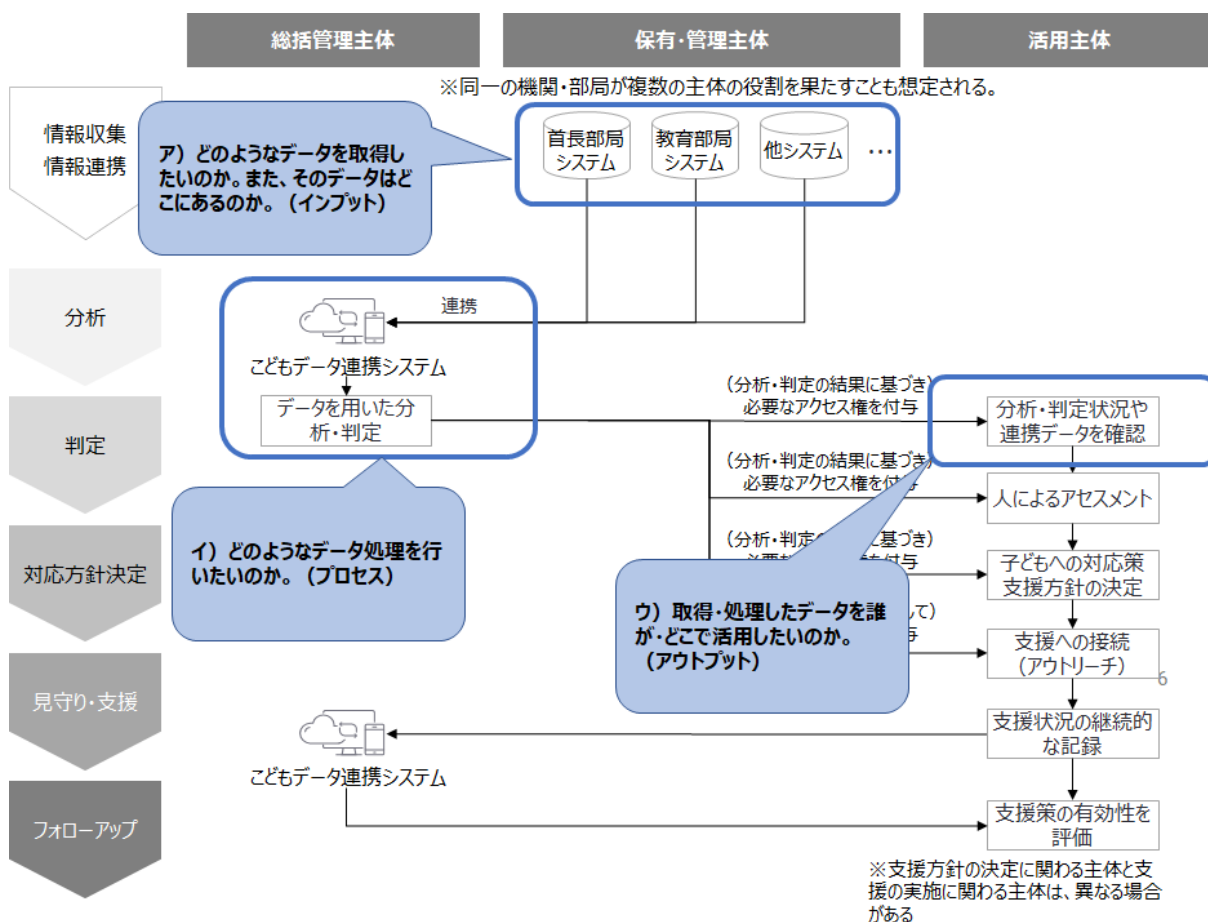 総括管理主体
保有・管理主体
活用主体
※同一の機関・部局が複数の主体の役割を果たすことも想定される。
情報収集
情報連携
ア）どのようなデータを取得し
たいのか。また、そのデータはど
こにあるのか。（インプット）
首長部局
システム
教育部局
システム
他システム
…
分析
連携
こどもデータ連携システム
データを用いた分
析・判定
判定
（分析・判定の結果に基づき）
必要なアクセス権を付与
分析・判定状況や
連携データを確認
（分析・判定の結果に基づき）
必要なアクセス権を付与
人によるアセスメント
イ）どのようなデータ処理を行
いたいのか。（プロセス）
対応方針決定
（分析・判定の
に基づき）
付与
子どもへの対応策
支援方針の決定
ウ）取得・処理したデータを誰
が・どこで活用したいのか。
（アウトプット）
して）
付与
支援への接続
（アウトリーチ）
6
見守り・支援
こどもデータ連携システム
支援状況の継続的
な記録
フォローアップ
支援策の有効性を
評価
※支援方針の決定に関わる主体と支
援の実施に関わる主体は、異なる場合
がある